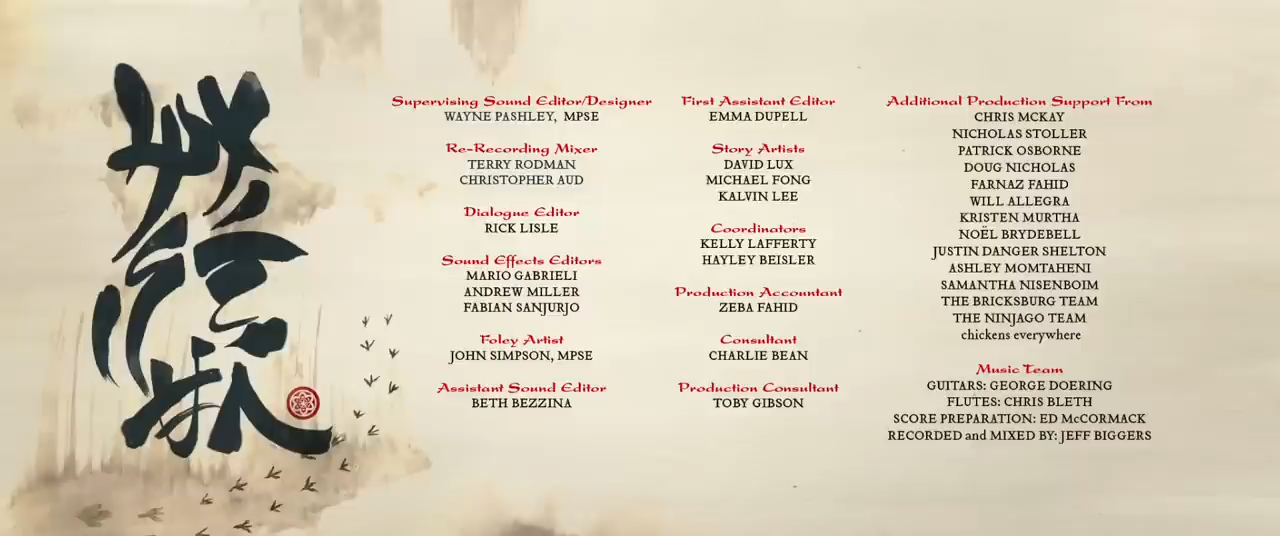 Supervising Sound Editor/Designer
WAYNE PASHLEY, MPSE
Re-Recording Mixer
TERRY RODMAN
CHRISTOPHER AUD
Dialogue Editor
RICK LISLE
Sound Effects Editors
MARIO GABRIELI
ANDREW MILLER
FABIAN SANJURJO
Foley Artist
JOHN SIMPSON, MPSE
Assistant Sound Editor
BETH BEZZINA
First Assistant Editor
EMMA DUPELL
Story Artists
DAVID LUX
MICHAEL FONG
KALVIN LEE
Coordinators
KELLY LAFFERTY
HAYLEY BEISLER
Production Accountant
ZEBA FAHID
Consultant
CHARLIE BEAN
Production Consultant
TOBY GIBSON
Additional Production Support From
CHRIS MCKAY
NICHOLAS STOLLER
PATRICK OSBORNE
DOUG NICHOLAS
FARNAZ FAHID
WILL ALLEGRA
KRISTEN MURTHA
NOËL BRYDEBELL
JUSTIN DANGER SHELTON
ASHLEY MOMTAHENI
SAMANTHA NISENBOIM
THE BRICKSBURG TEAM
THE NINJAGO TEAM
chickens everywhere
Music Team
GUITARS: GEORGE DOERING
FLUTES: CHRIS BLETH
SCORE PREPARATION: ED McCORMACK
RECORDED and MIXED BY: JEFF BIGGERS